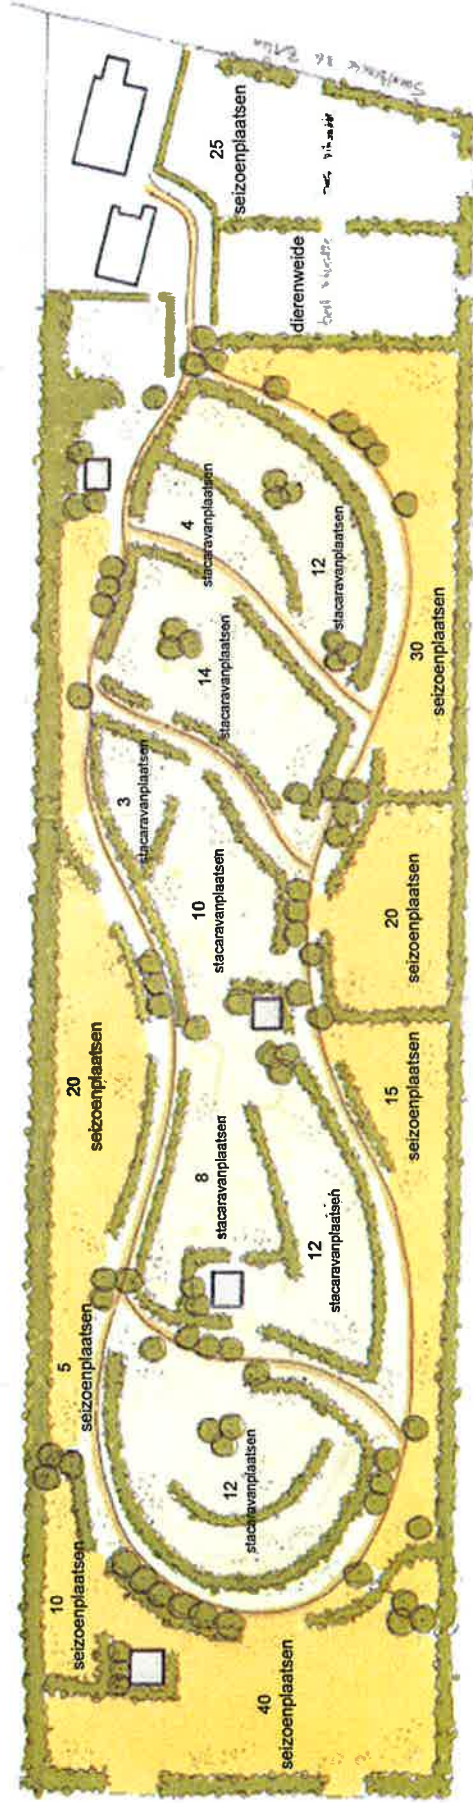 25
seizoenplaatsen
dierenweide
4
stacaravanplaatsen
12
stacaravanplaatsen
30
seizoenplaatsen
14
stacaravanplaatsen
3
stacaravanplaatsen
10
stacaravanplaatsen
20
seizoenplaatsen
20
seizoenplaatsen
15
seizoenplaatsen
8
stacaravanplaatsen
12
stacaravanplaatsen
5
seizoenplaatsen
12
stacaravanplaatsen
10
seizoenplaatsen
40
seizoenplaatsen